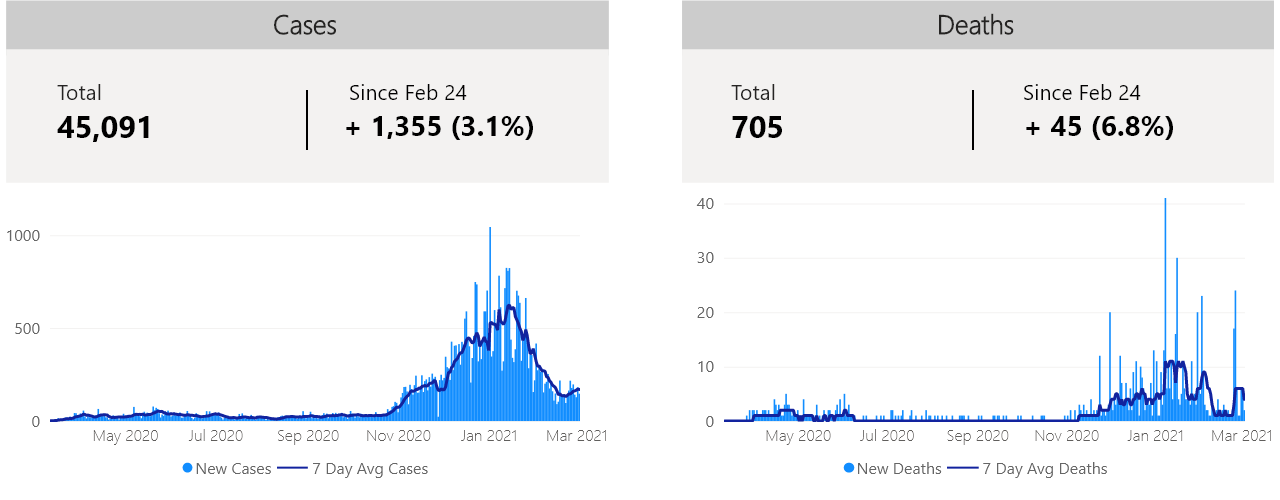 Cases
Total
45,091
Since Feb 24
+ 1,355 (3.1%)
1000
500
0
May 2020 Jul 2020 Sep 2020 Nov 2020 Jan 2021 Mar 2021
New Cases 7 Day Avg Cases
Deaths
Total
705
Since Feb 24
+ 45 (6.8%)
40
30
20
10
0
May 2020 Jul 2020 Sep 2020 Nov 2020 Jan 2021 Mar 2021
New Deaths 7 Day Avg Deaths